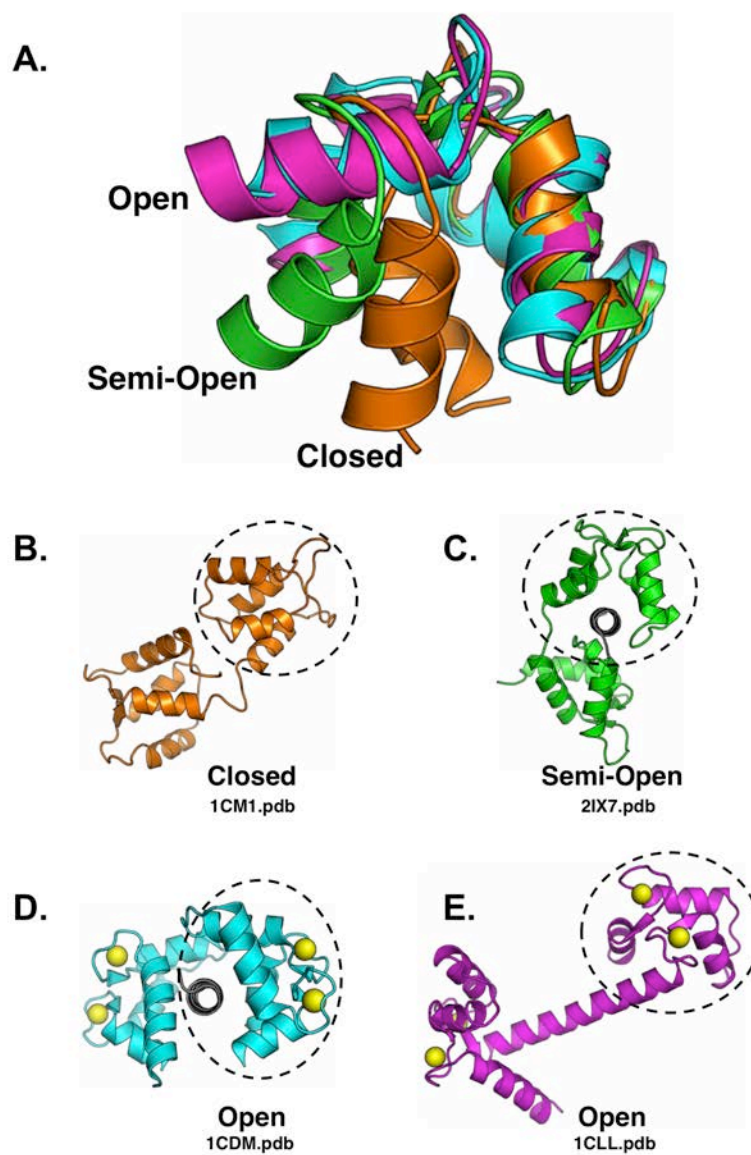 A.
Open
Semi-Open
Closed
B.
Closed
1CM1.pdb
C.
Semi-Open
2IX7.pdb
D.
Open
1CDM.pdb
E.
Open
1CLL.pdb